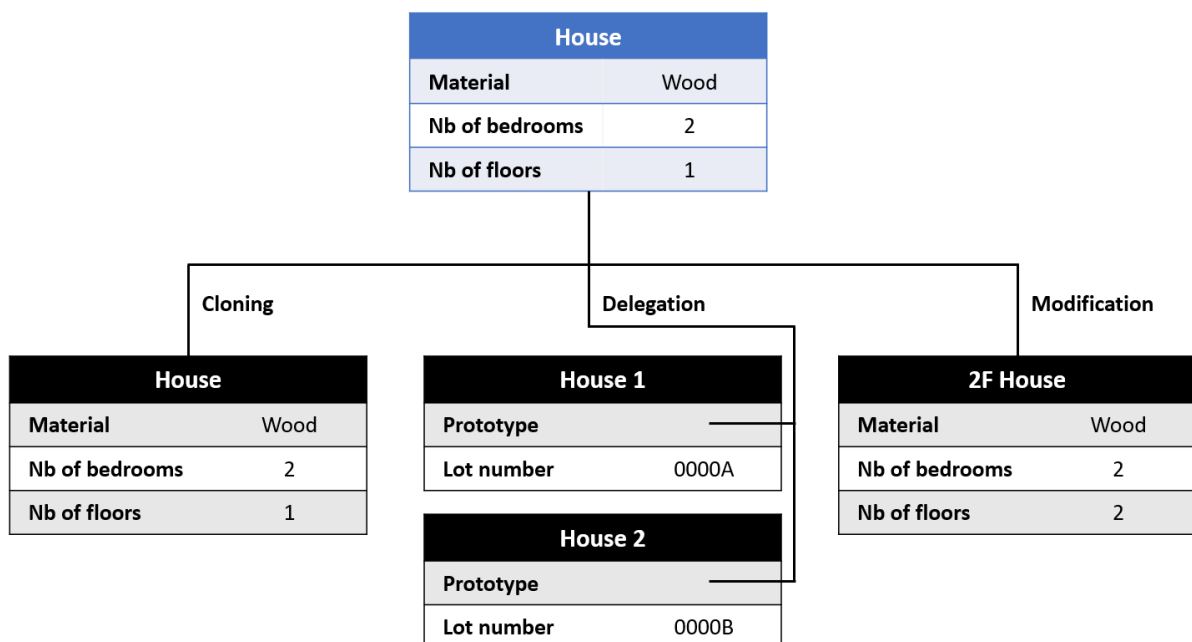 House
Material Wood
Nb of bedrooms 2
Nb of floors 1
Cloning Delegation Modification
House
Material Wood
Nb of bedrooms 2
Nb of floors 1
House 1
Prototype
Lot number 0000A
House 2
Prototype
Lot number 0000B
2F House
Material Wood
Nb of bedrooms 2
Nb of floors 2